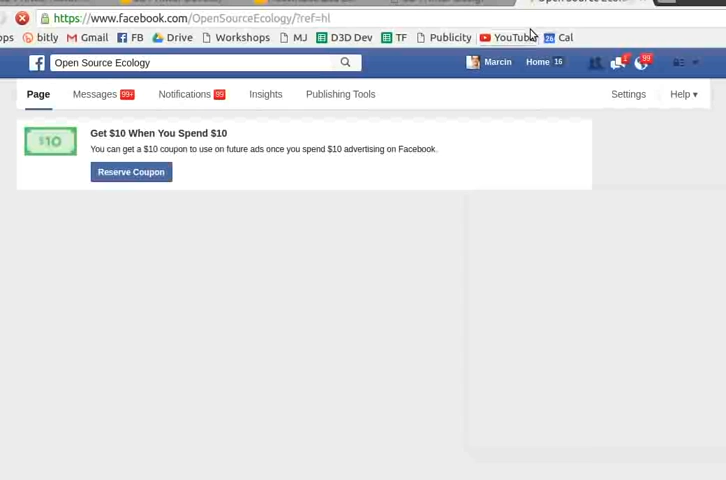 https://www.facebook.com/OpenSourceEcology/?ref=hl
bitly Gmail FB Drive Workshops MJ D3D Dev TF Publicity YouTube 26 Cal
Open Source Ecology Marcin Home 16 99
Page Messages 99+ Notifications 99 Insights Publishing Tools Settings Help
$10 Get $10 When You Spend $10
You can get a $10 coupon to use on future ads once you spend $10 advertising on Facebook.
Reserve Coupon